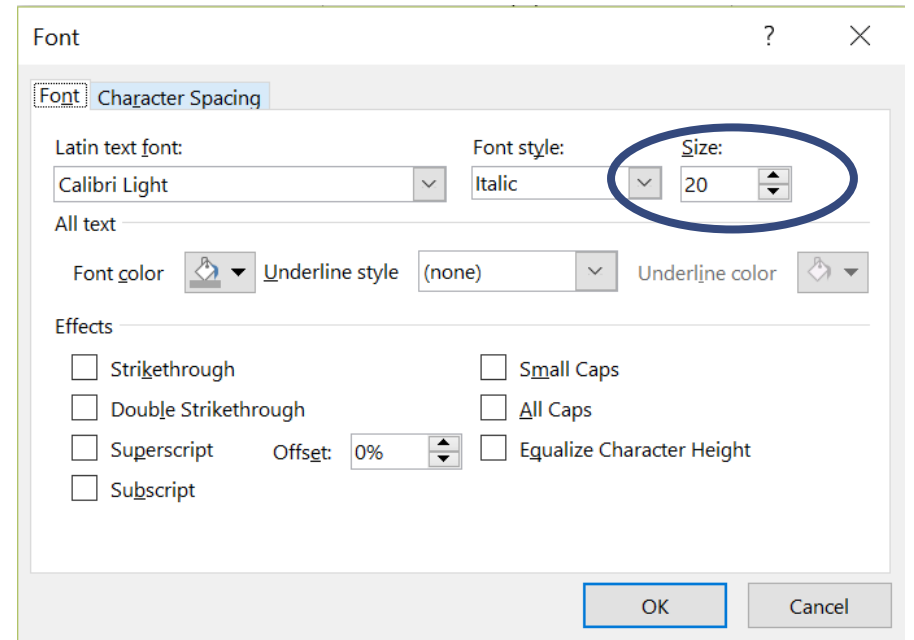 Font ?
Font Character Spacing
Latin text font: Font style: Size:
Calibri Light Italic 20
All text
Font color Underline style (none) Underline color
Effects
Strikethrough Small Caps
Double Strikethrough All Caps
Superscript Offset: 0% Equalize Character Height
Subscript
OK Cancel